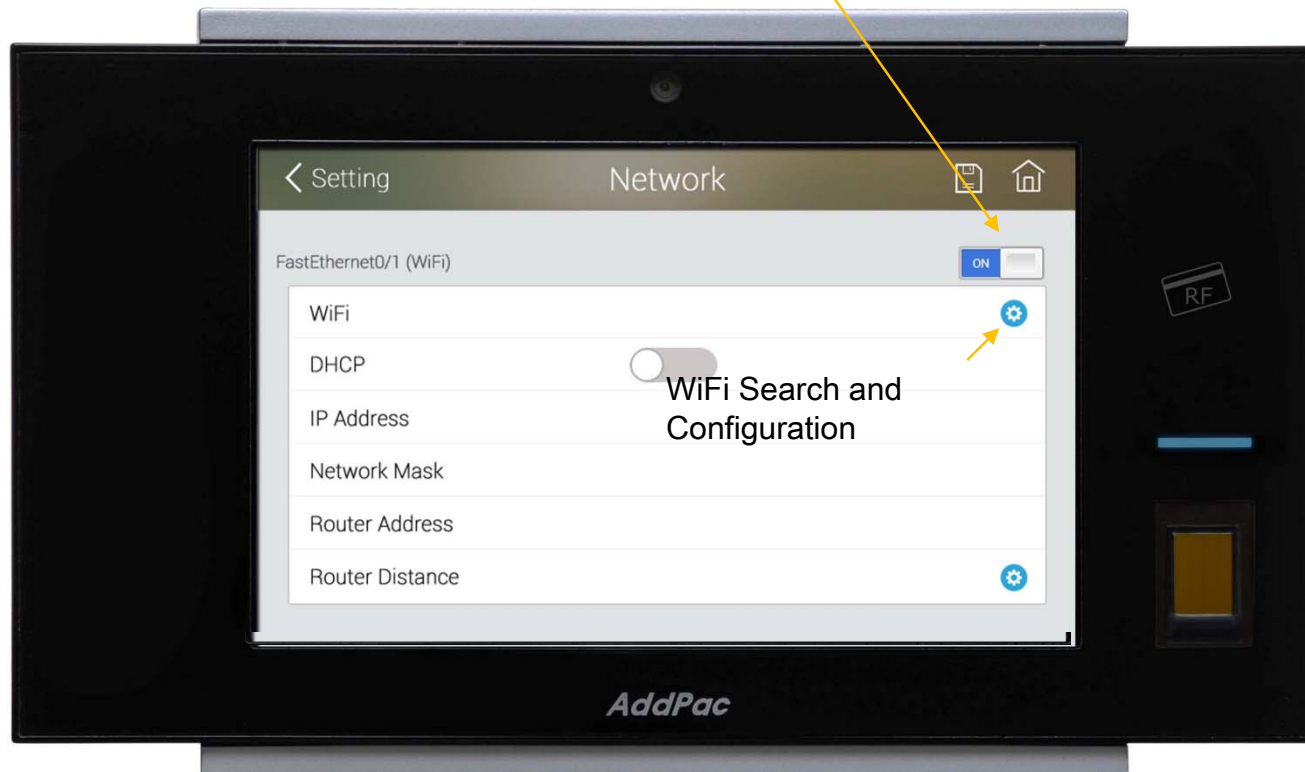 Setting
Network
FastEthernet0/1 (WiFi)
ON
WiFi
RF
DHCP
WiFi Search and
Configuration
IP Address
Network Mask
Router Address
Router Distance
AddPac